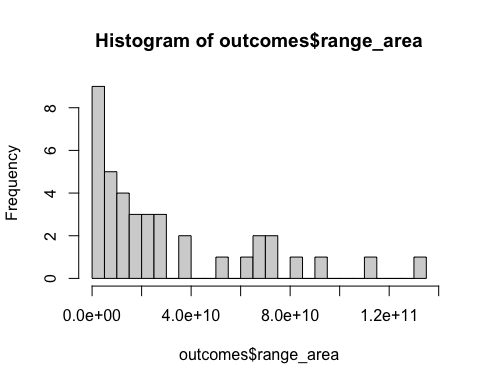 Histogram of outcomes$range_area
Frequency
8
6
4
2
0
0.0e+00 4.0e+10 8.0e+10 1.2e+11
outcomes$range_area